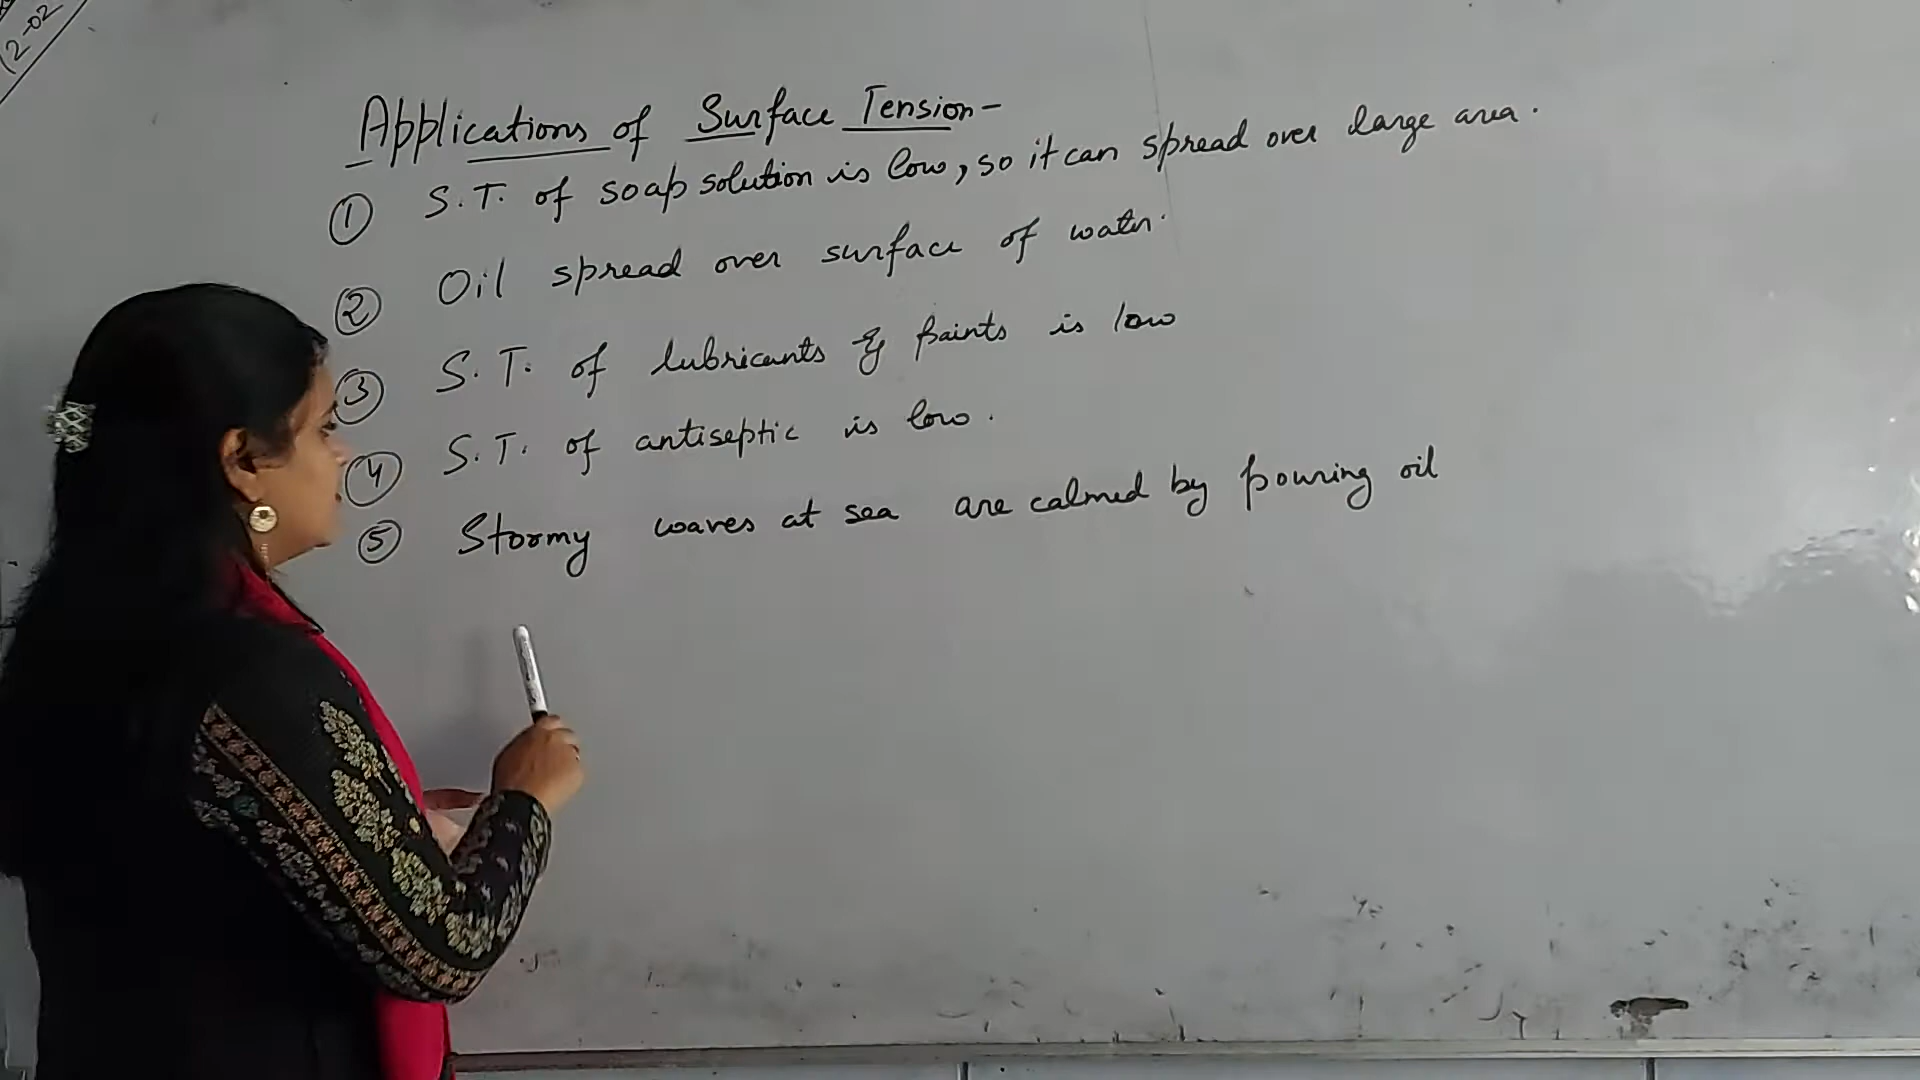 12-02
Applications of Surface Tension-
① S.T. of soap solution is low, so it can spread over large area.
② Oil spread over surface of water.
③ S.T. of lubricants & paints is low
④ S.T. of antiseptic is low.
⑤ Stormy waves at sea are calmed by pouring oil